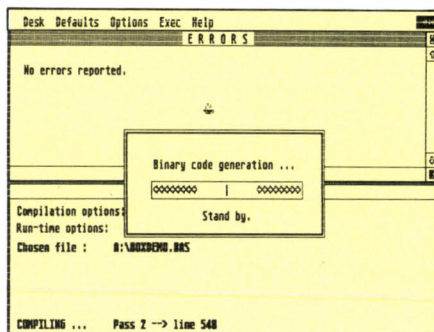 Desk Defaults Options Exec Help
ERRORS
No errors reported.
Binary code generation ...
Stand by.
Compilation options:
Run-time options:
Chosen file : A:\BOXDEMO.BAS
COMPILING ... Pass 2 --> line 548